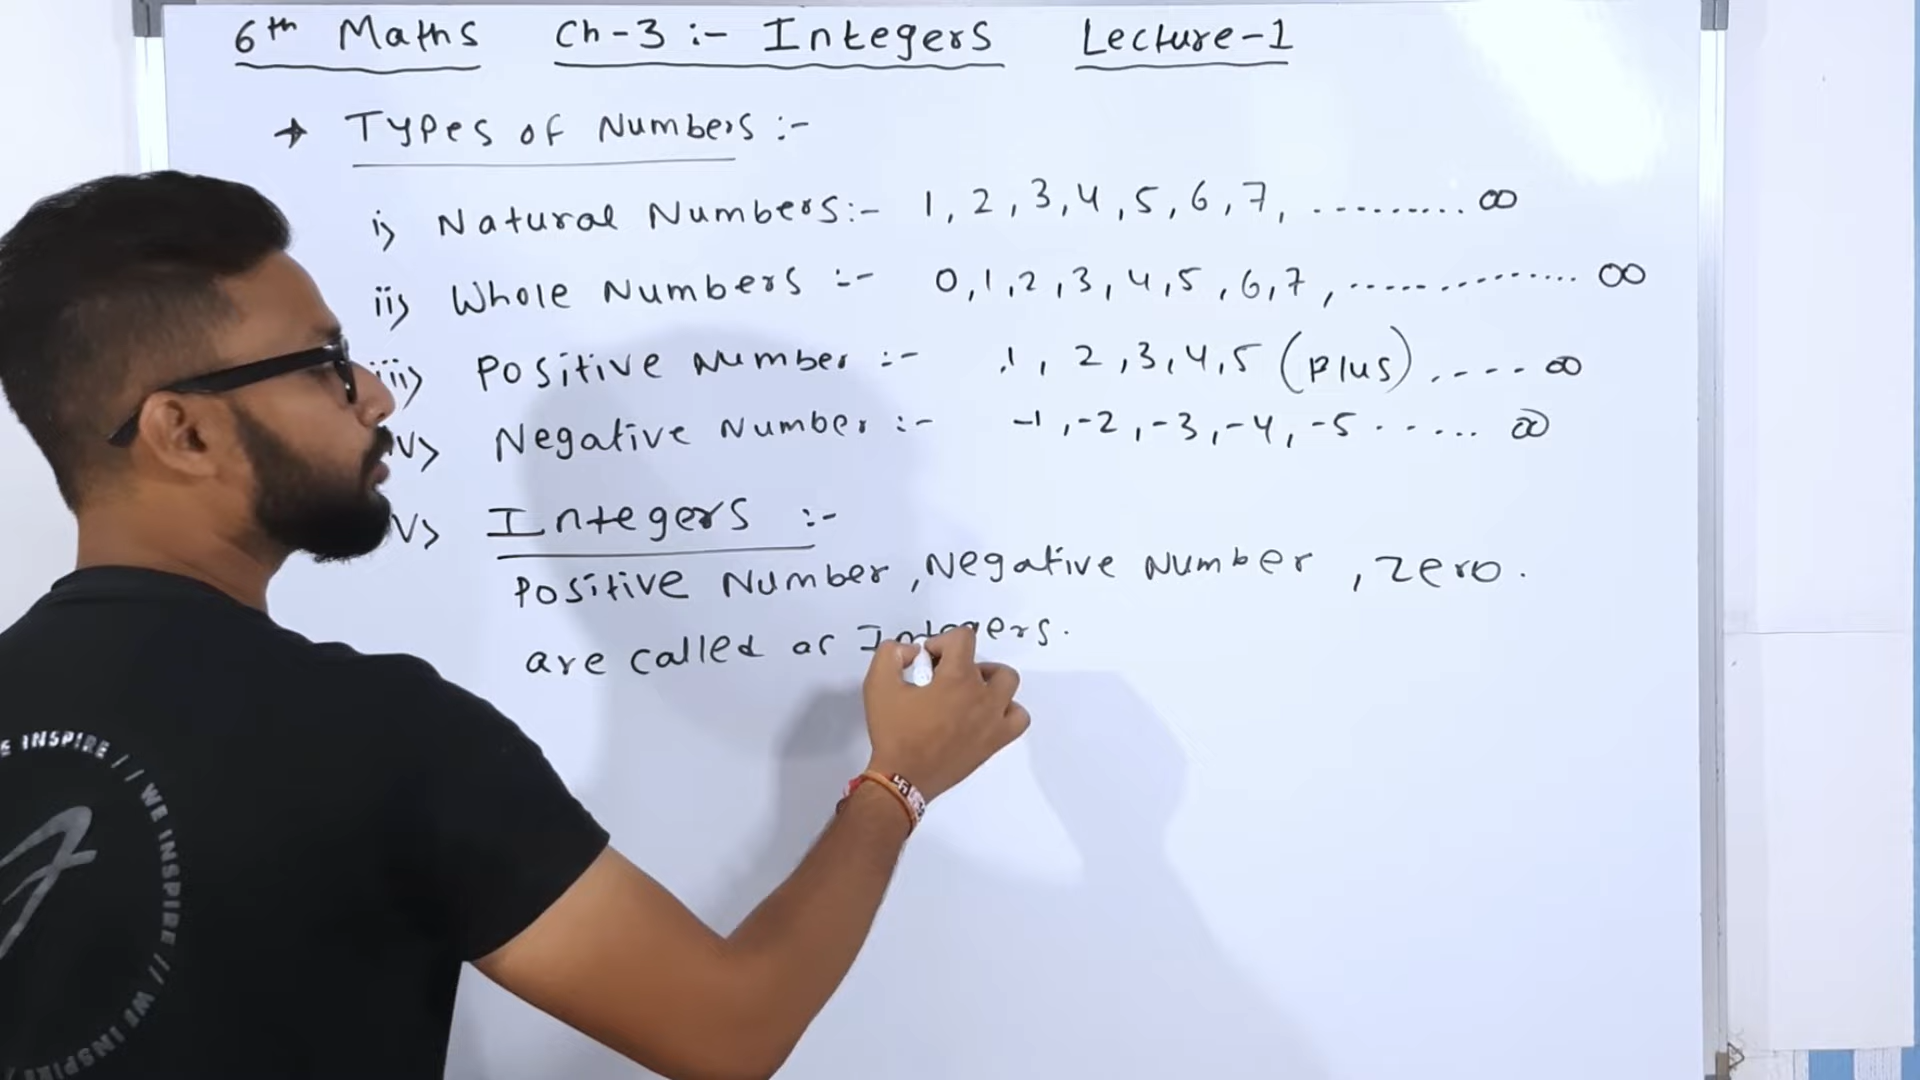 6th Maths Ch-3 :- Integers Lecture-1
→ Types of Numbers :-
i) Natural Numbers:- 1, 2, 3, 4, 5, 6, 7, .......... ∞
ii) Whole Numbers :- 0, 1, 2, 3, 4, 5, 6, 7, .............. ∞
iii) Positive Number :- 1, 2, 3, 4, 5 (Plus) , .... ∞
iv) Negative Number :- -1, -2, -3, -4, -5 ...... ∞
v) Integers :-
Positive Number, Negative Number, Zero.
are called as Integers.
E INSPIRE // WE INSPIRE // WE INSPIRE